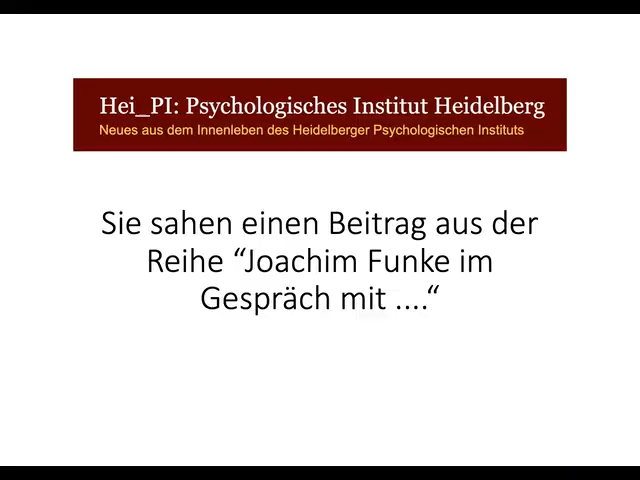 Hei_PI: Psychologisches Institut Heidelberg
Neues aus dem Innenleben des Heidelberger Psychologischen Instituts
Sie sahen einen Beitrag aus der
Reihe “Joachim Funke im
Gespräch mit ....“